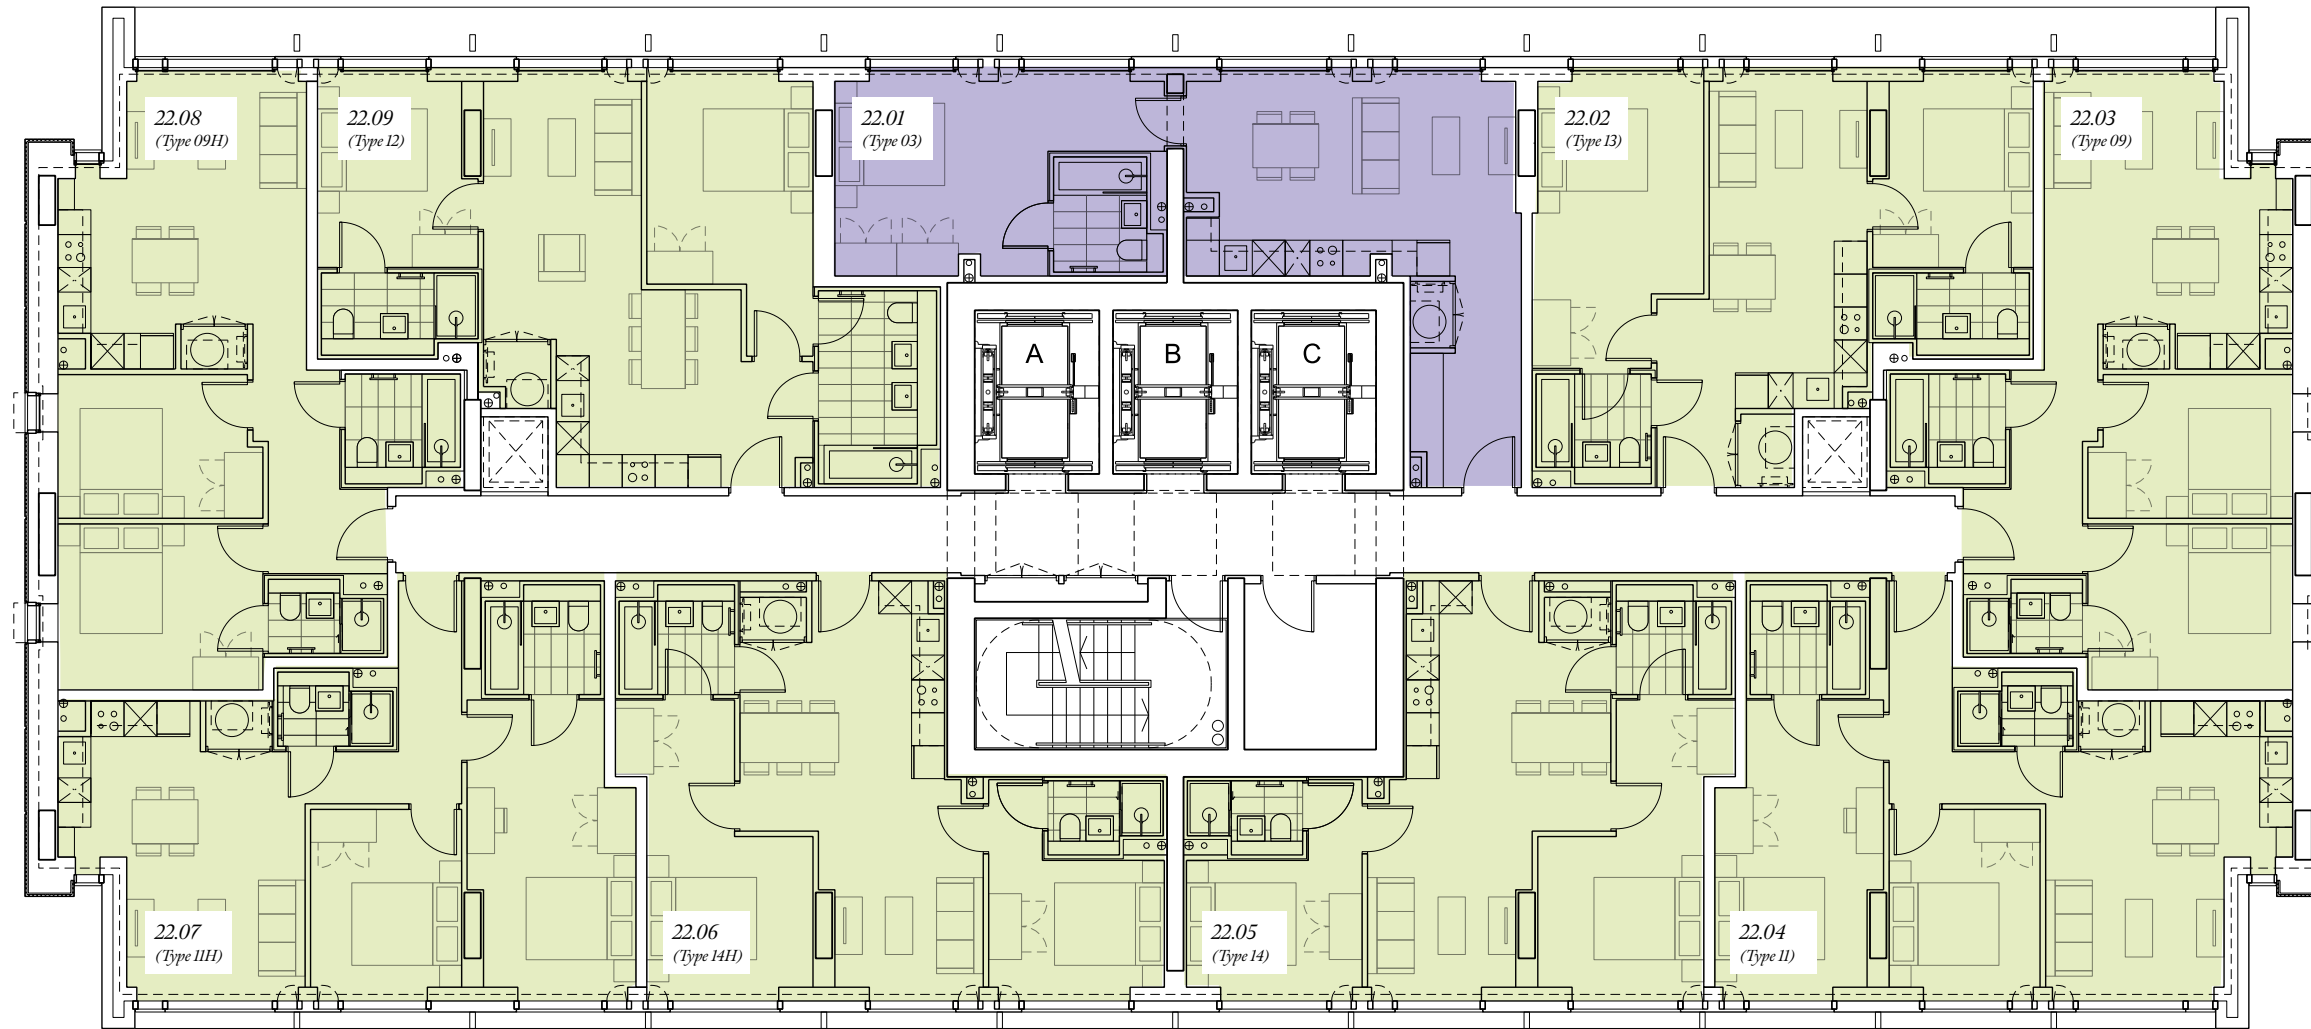 22.08
(Type 09H)
22.09
(Type 12)
22.01
(Type 03)
22.02
(Type 13)
22.03
(Type 09)
A
B
C
22.07
(Type 11H)
22.06
(Type 14H)
22.05
(Type 14)
22.04
(Type 11)